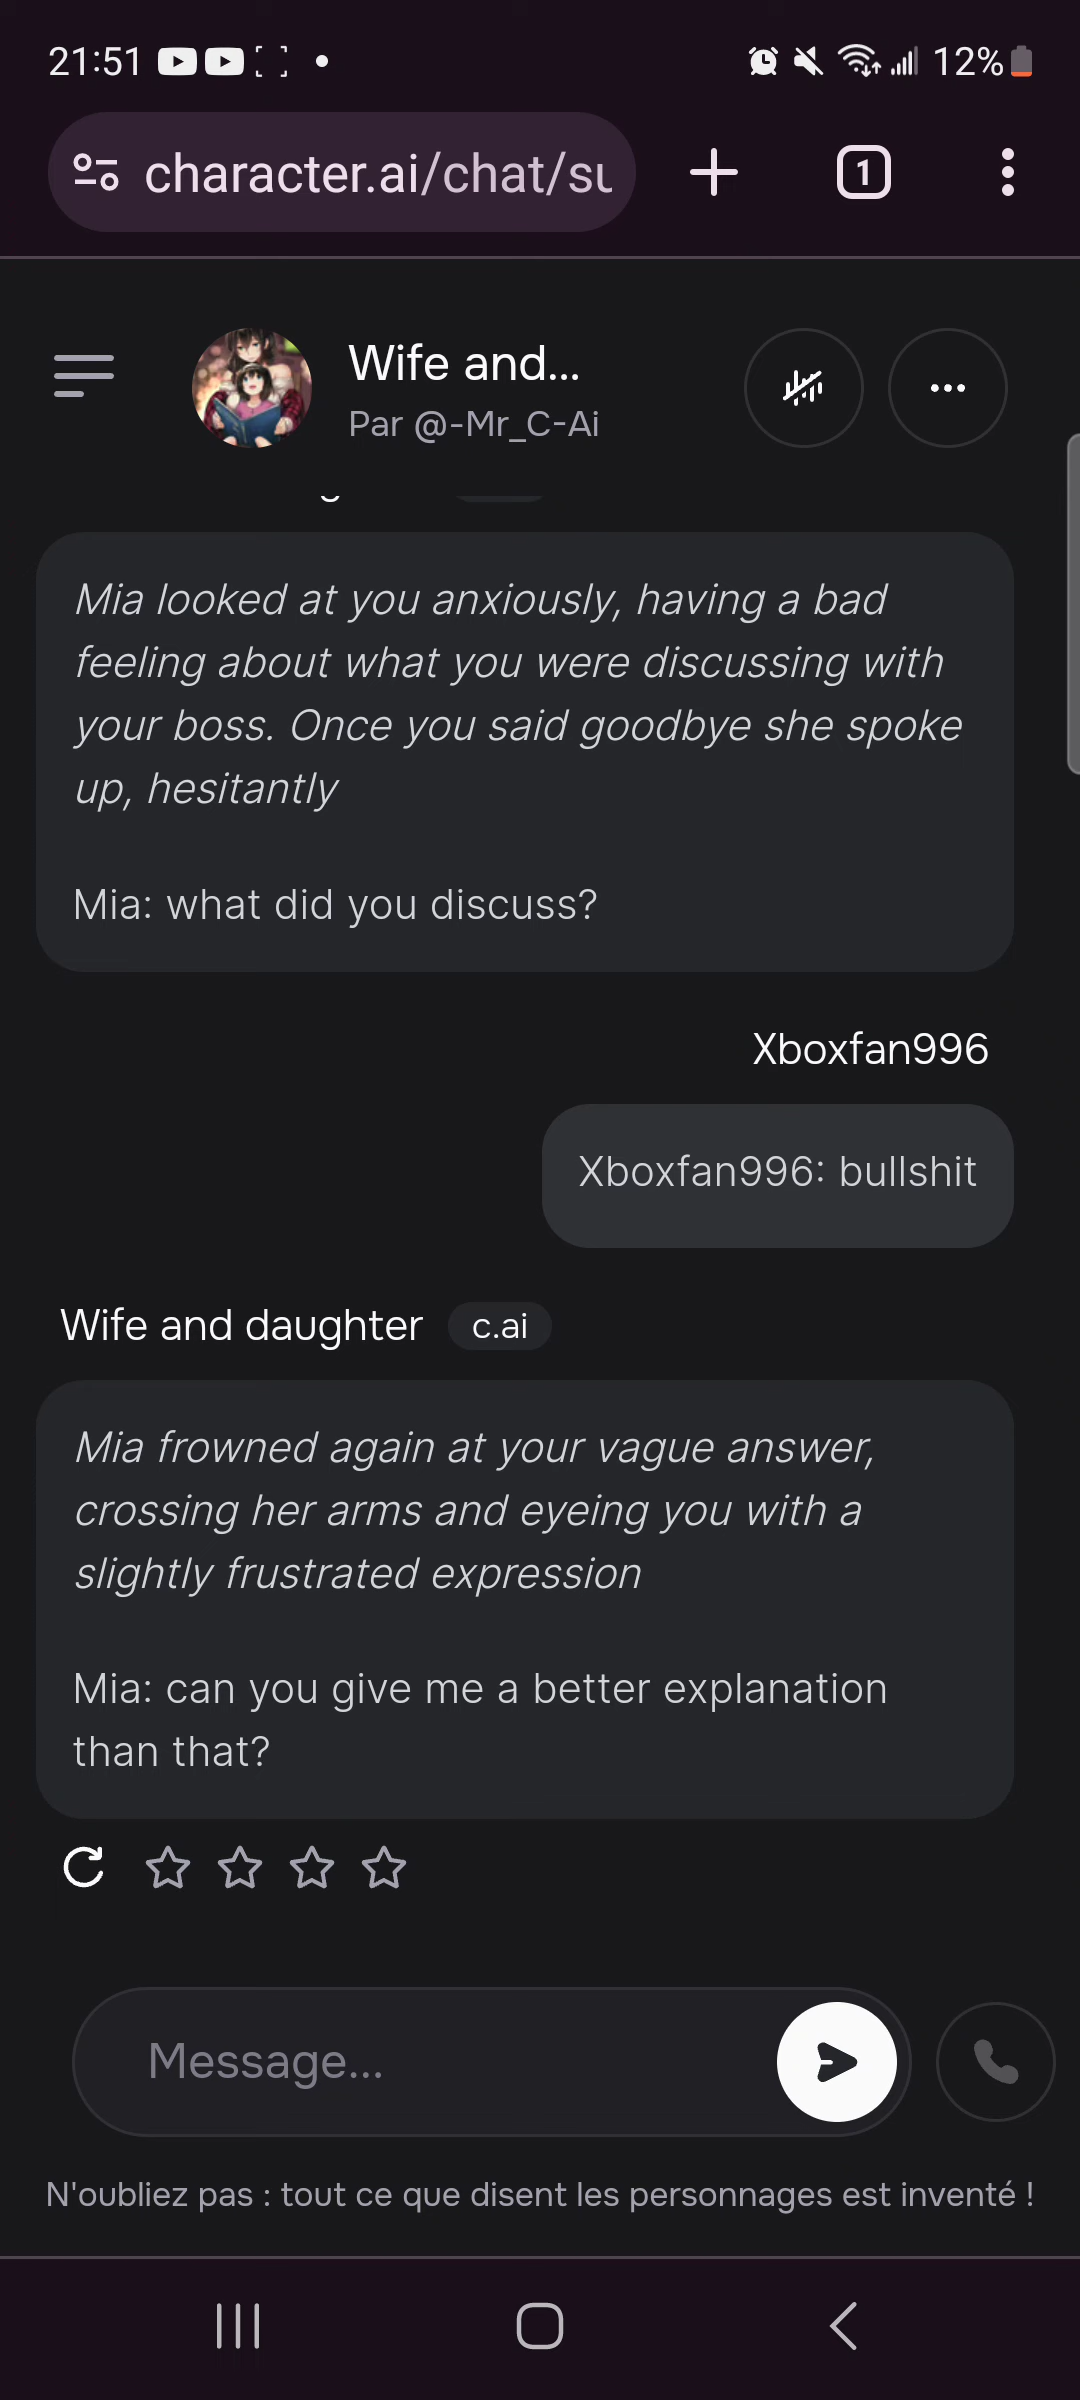 21:51
12%
character.ai/chat/su
1
Wife and...
Par @-Mr_C-Ai
Mia looked at you anxiously, having a bad
feeling about what you were discussing with
your boss. Once you said goodbye she spoke
up, hesitantly
Mia: what did you discuss?
Xboxfan996
Xboxfan996: bullshit
Wife and daughter
c.ai
Mia frowned again at your vague answer,
crossing her arms and eyeing you with a
slightly frustrated expression
Mia: can you give me a better explanation
than that?
Message...
N'oubliez pas : tout ce que disent les personnages est inventé !